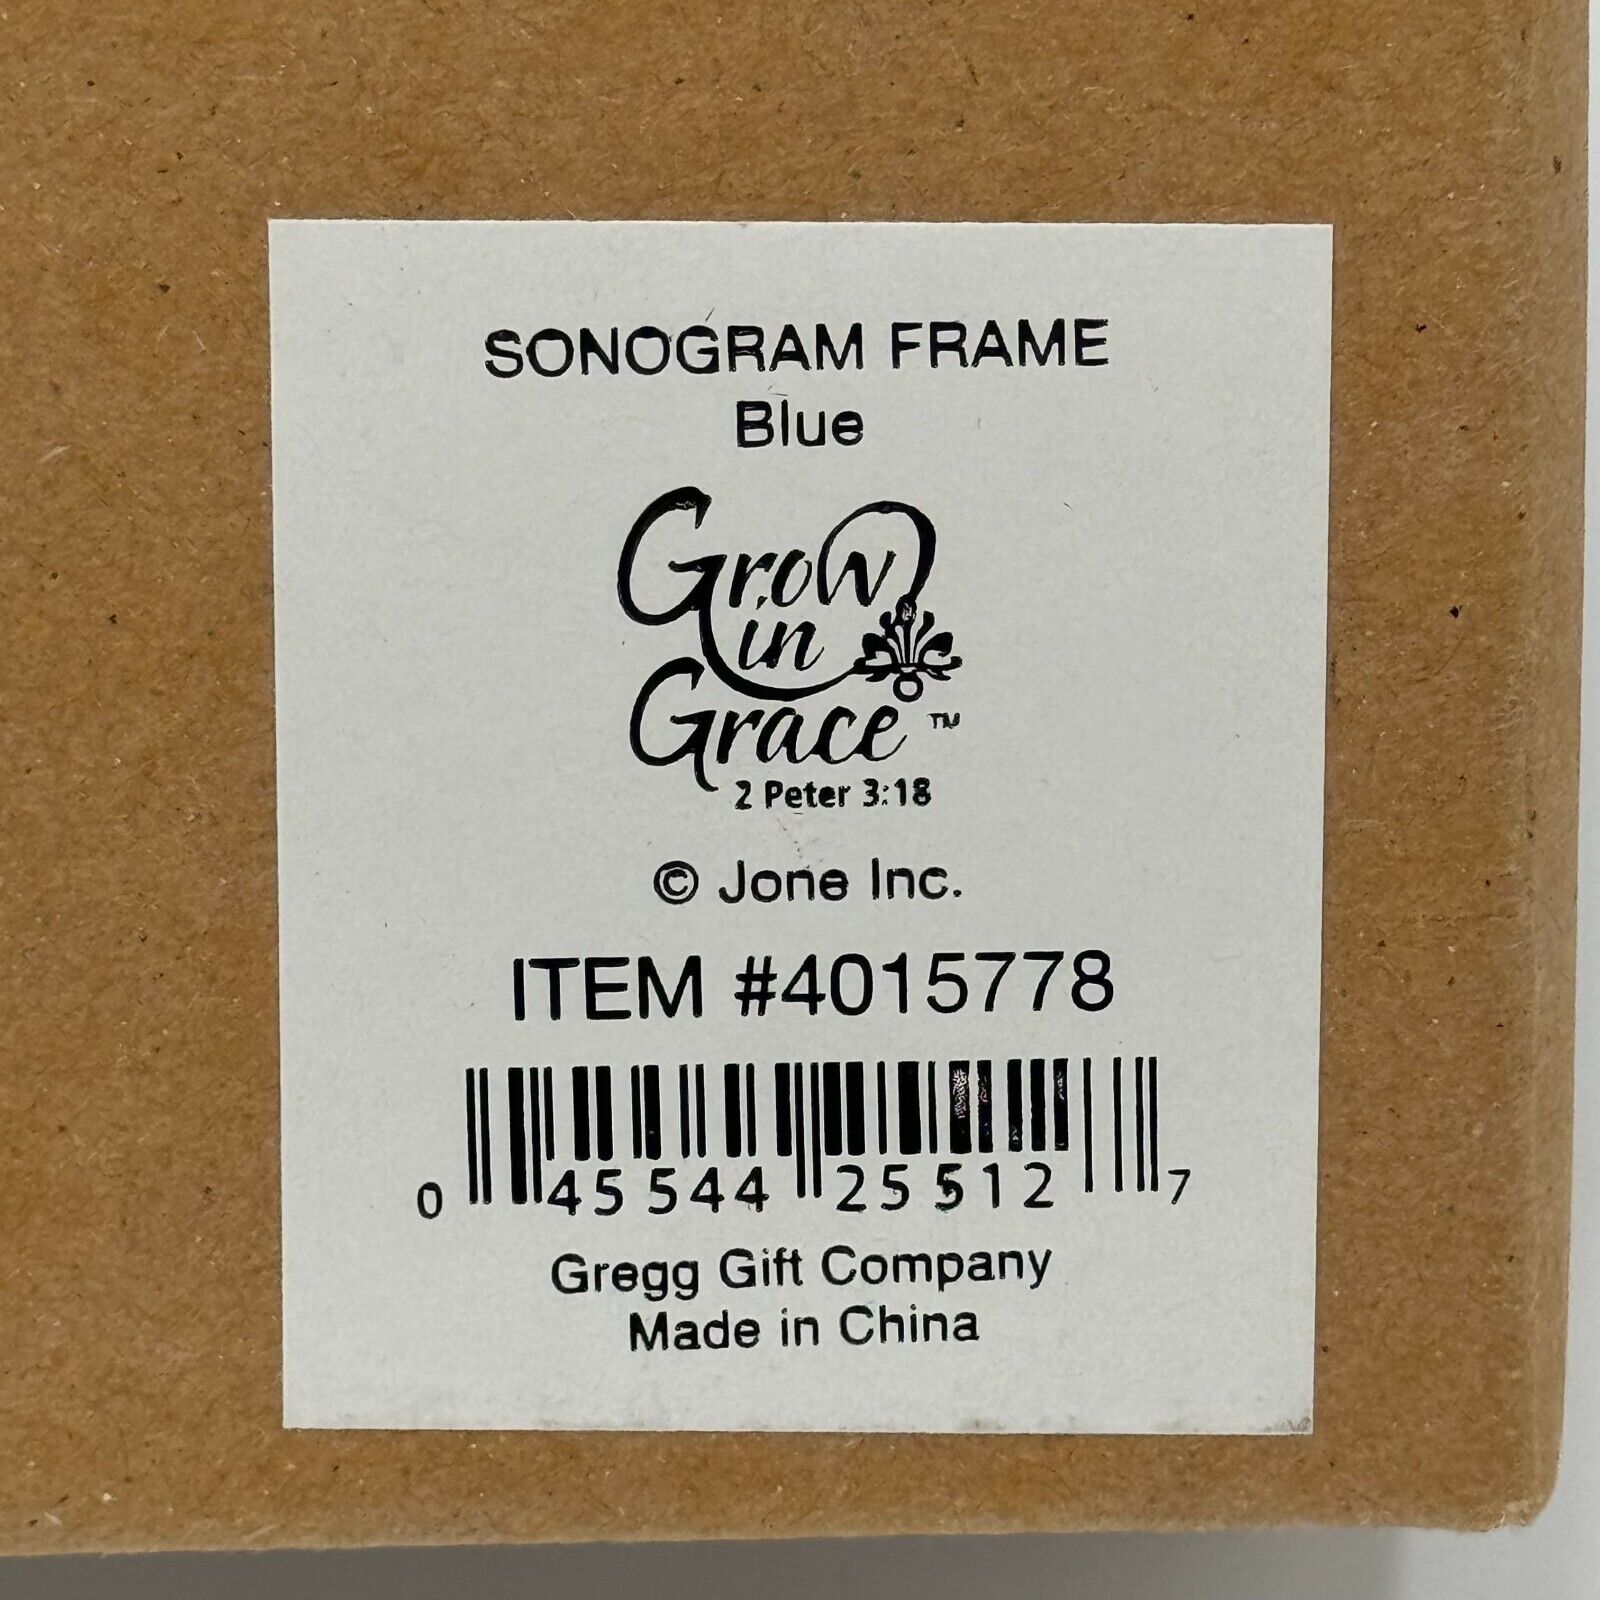 SONOGRAM FRAME
Blue
Grow
in
Grace™
2 Peter 3:18
© Jone Inc.
ITEM #4015778
0 45544 25512 7
Gregg Gift Company
Made in China